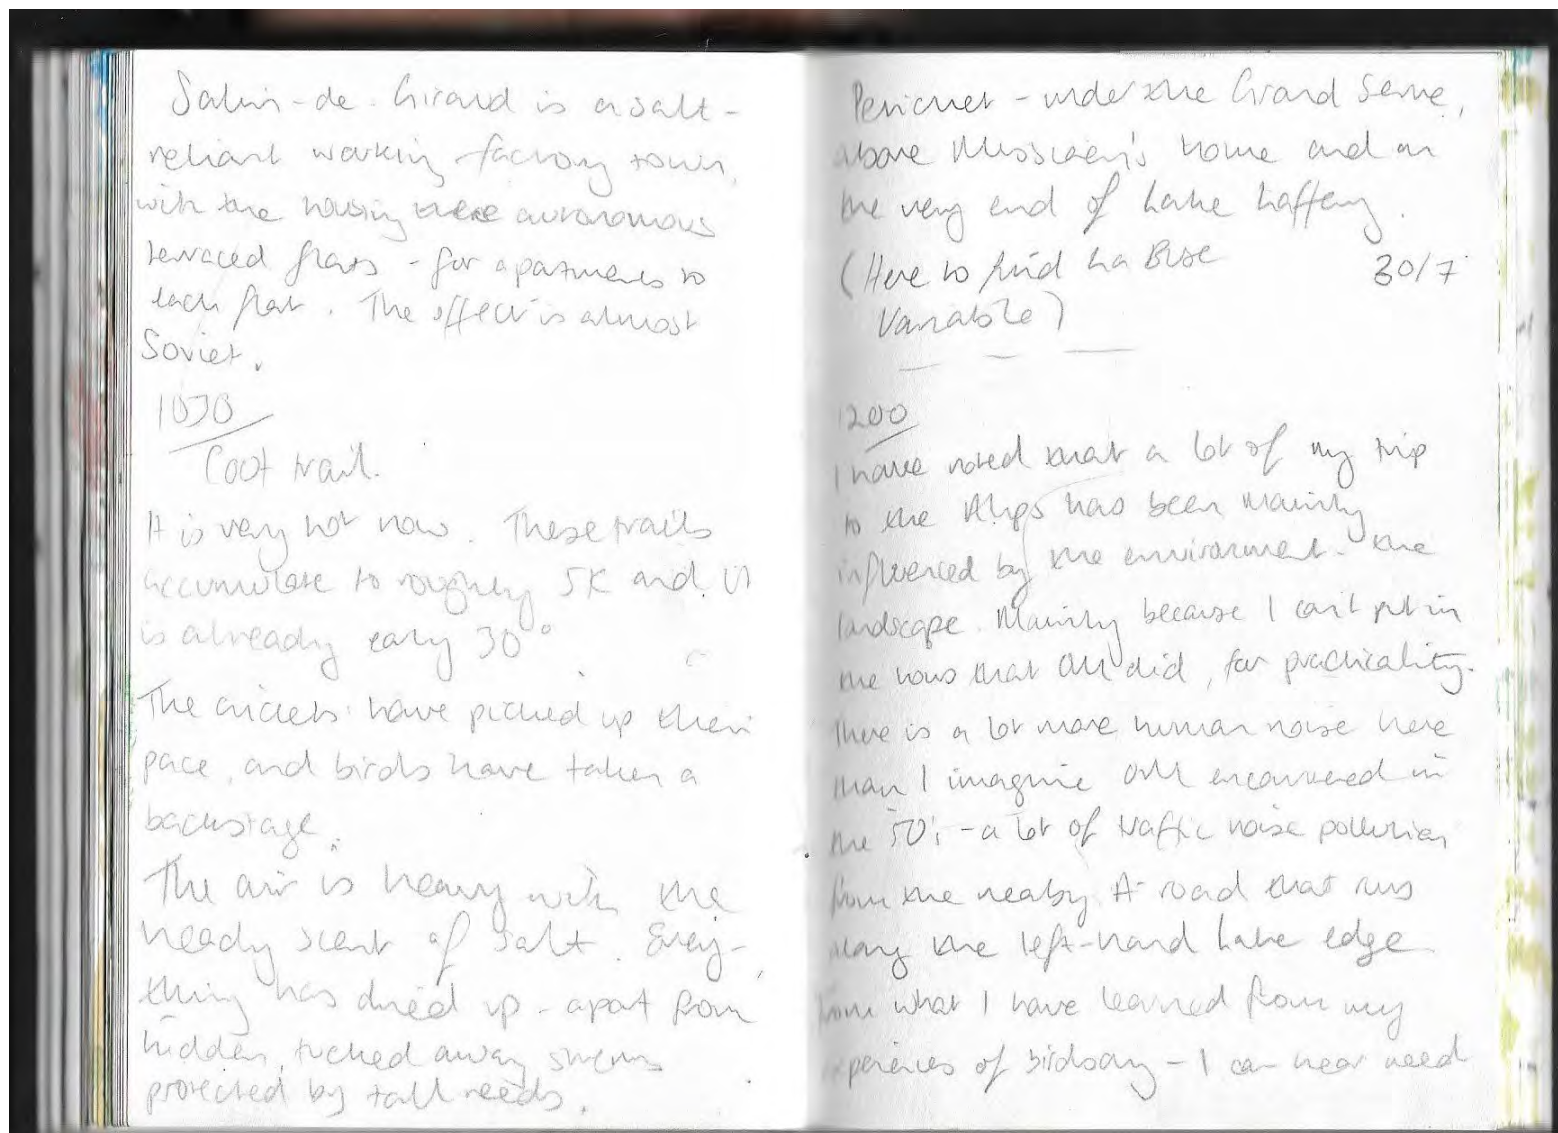 Salin-de-Giraud is a salt-
reliant working factory town,
with the housing were autonomous
terraced flats - for apartments to
each flat. The effect is almost
Soviet.
1030
Coot trail.
It is very hot now. These trails
accumulate to roughly 5K and it
is already early 30°
The crickets have picked up their
pace, and birds have taken a
backstage.
The air is heavy with the
heady scent of salt. Every-
thing has dried up - apart from
hidden, tucked away streams
protected by tall reeds.
Petichet - under the Grand Serre,
above Messiaen's home and on
the very end of Lake Laffrey.
(Here to find La Buse 30/7
Variable)
1200
I have noted that a lot of my trip
to the Alps has been mainly
influenced by the environment - the
landscape. Mainly because I can't put in
the hours that OM did, for practicality.
There is a lot more human noise here
than I imagine OM encountered in
the 50's - a lot of traffic noise pollution
from the nearby A-road that runs
along the left-hand lake edge
From what I have learned from my
experiences of birdsong - I can hear reed